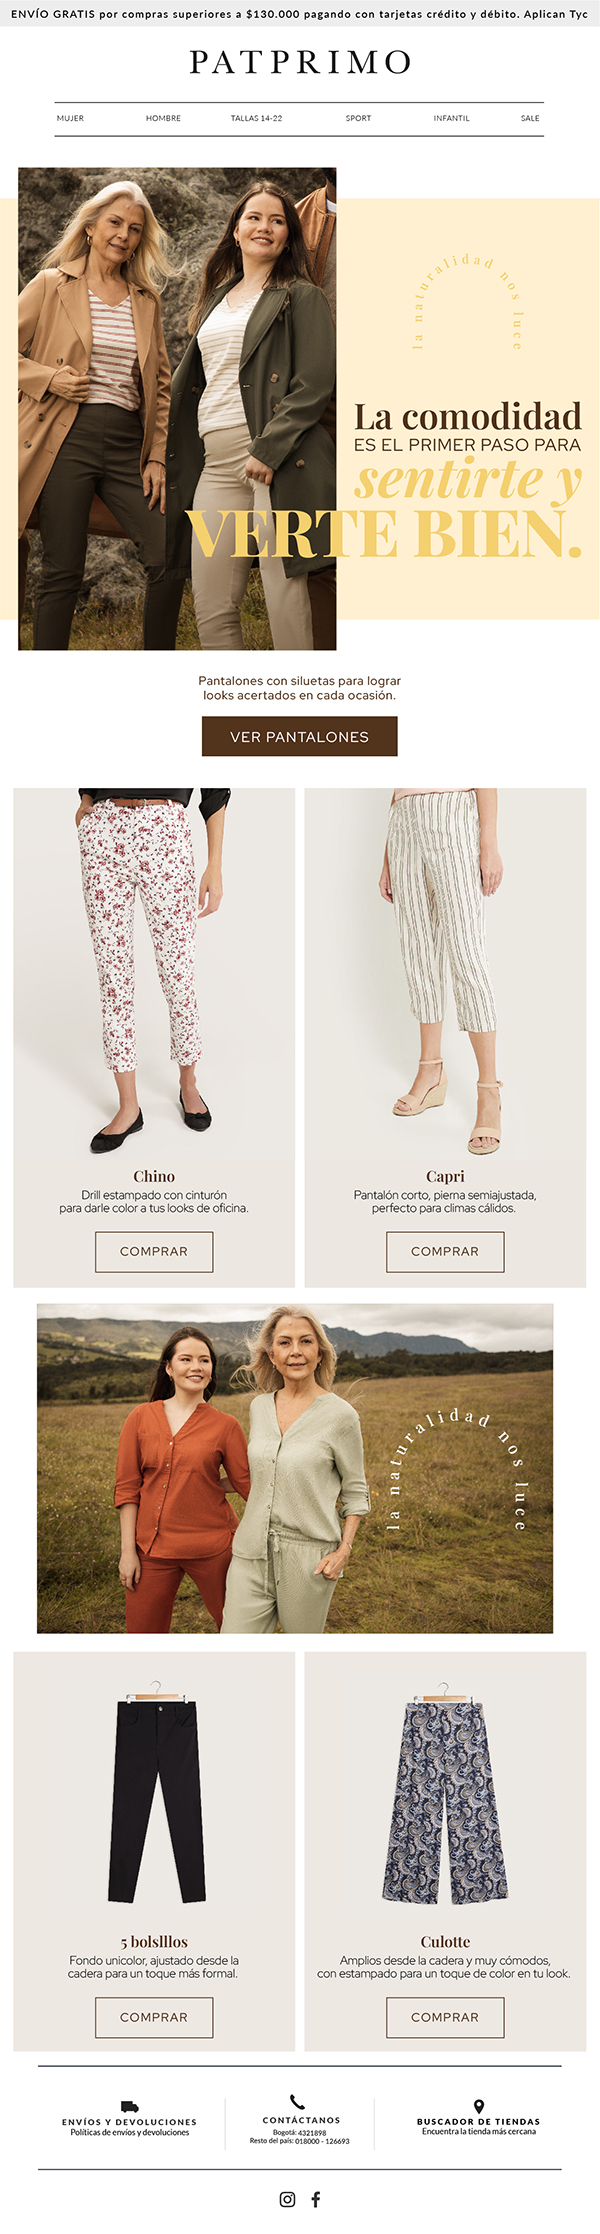 ENVÍO GRATIS por compras superiores a $130.000 pagando con tarjetas crédito y débito. Aplican Tyc
PATPRIMO
MUJER HOMBRE TALLAS 14-22 SPORT INFANTIL SALE
la naturalidad nos luce
La comodidad
ES EL PRIMER PASO PARA
sentirte y
VERTE BIEN.
Pantalones con siluetas para lograr
looks acertados en cada ocasión.
VER PANTALONES
Chino
Drill estampado con cinturón
para darle color a tus looks de oficina.
COMPRAR
Capri
Pantalón corto, pierna semiajustada,
perfecto para climas cálidos.
COMPRAR
la naturalidad nos luce
5 bolslllos
Fondo unicolor, ajustado desde la
cadera para un toque más formal.
COMPRAR
Culotte
Amplios desde la cadera y muy cómodos,
con estampado para un toque de color en tu look.
COMPRAR
ENVÍOS Y DEVOLUCIONES
Políticas de envíos y devoluciones
CONTÁCTANOS
Bogotá: 4321898
Resto del país: 018000 - 126693
BUSCADOR DE TIENDAS
Encuentra la tienda más cercana